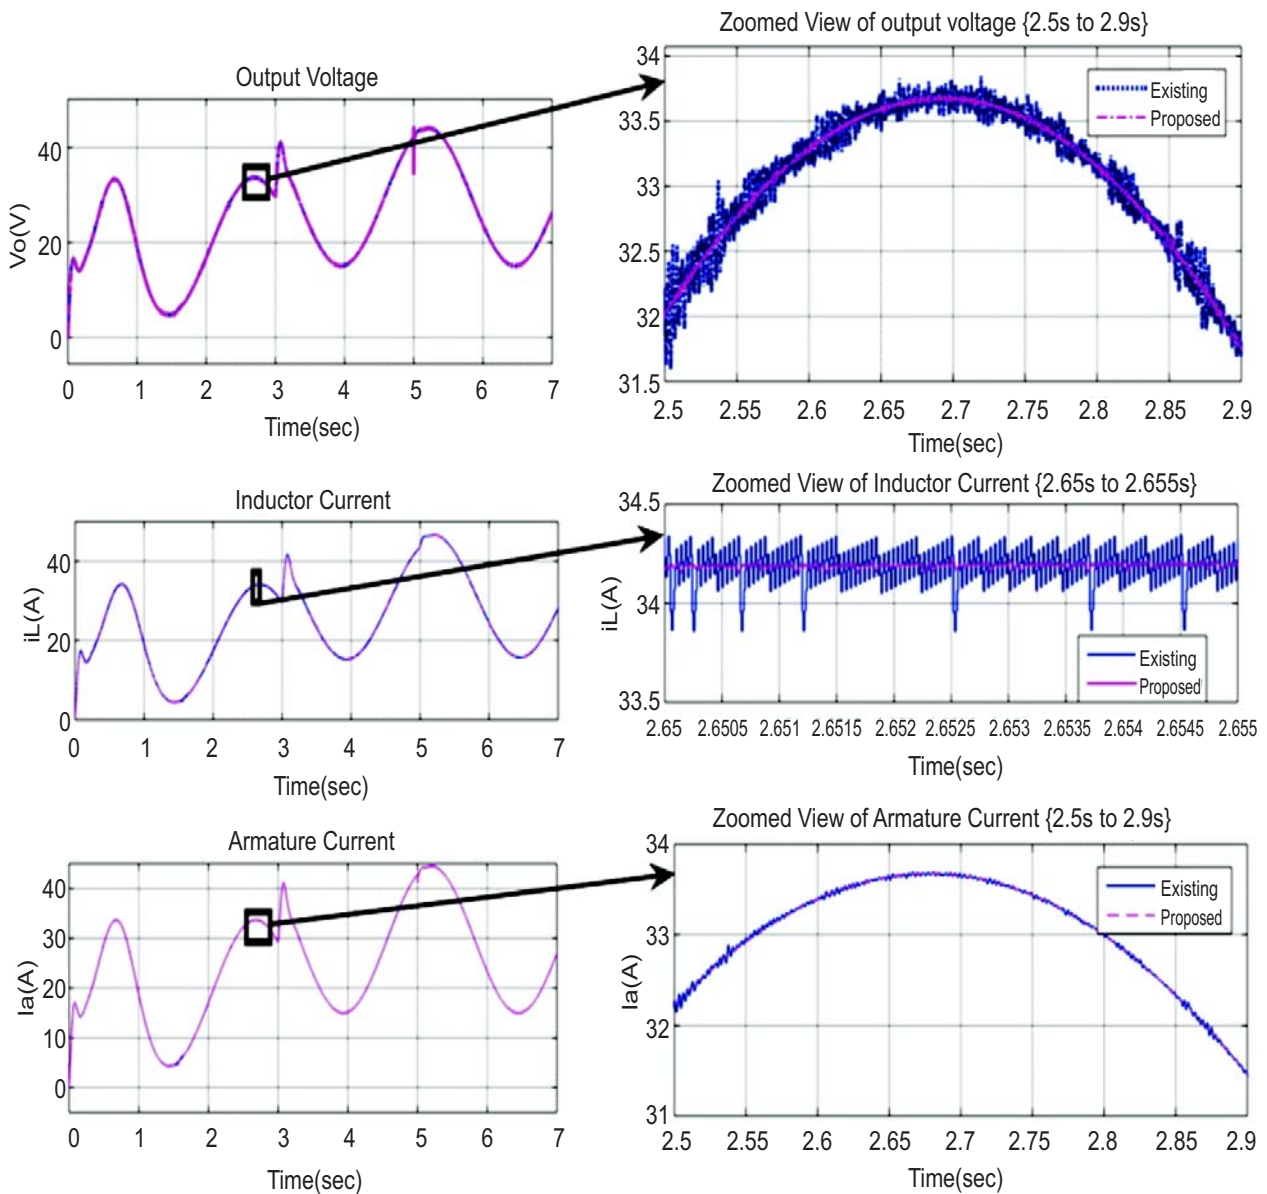 Zoomed View of output voltage {2.5s to 2.9s}
Output Voltage
Vo(V)
40
20
0
0 1 2 3 4 5 6 7
Time(sec)
34
33.5
33
32.5
32
31.5
Existing
Proposed
2.5 2.55 2.6 2.65 2.7 2.75 2.8 2.85 2.9
Time(sec)
Inductor Current
iL(A)
40
20
0
0 1 2 3 4 5 6 7
Time(sec)
Zoomed View of Inductor Current {2.65s to 2.655s}
iL(A)
34.5
34
33.5
Existing
Proposed
2.65 2.6505 2.651 2.6515 2.652 2.6525 2.653 2.6535 2.654 2.6545 2.655
Time(sec)
Armature Current
Ia(A)
40
30
20
10
0
0 1 2 3 4 5 6 7
Time(sec)
Zoomed View of Armature Current {2.5s to 2.9s}
Ia(A)
34
33
32
31
Existing
Proposed
2.5 2.55 2.6 2.65 2.7 2.75 2.8 2.85 2.9
Time(sec)